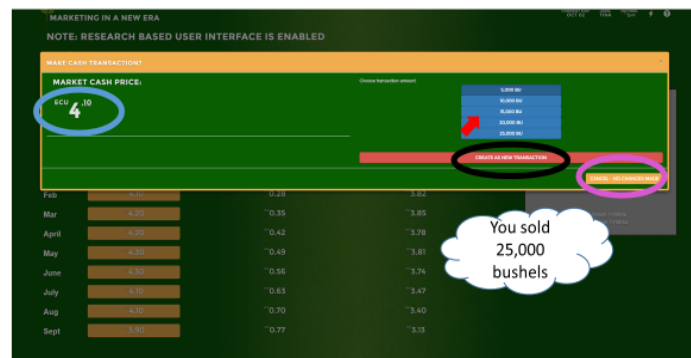 MARKETING IN A NEW ERA
NOTE: RESEARCH BASED USER INTERFACE IS ENABLED
MAKE CASH TRANSACTION?
MARKET CASH PRICE:
ECU 4.10
Choose transaction amount
5,000 BU
10,000 BU
15,000 BU
20,000 BU
25,000 BU
CREATE AS NEW TRANSACTION
CANCEL - NO CHANGES MADE
Feb 4.10 0.28 3.82
Mar 4.20 0.35 3.85
April 4.20 0.42 3.78
May 4.30 0.49 3.81
June 4.30 0.56 3.74
July 4.10 0.63 3.47
Aug 4.10 0.70 3.40
Sept 3.90 0.77 3.13
You sold
25,000
bushels